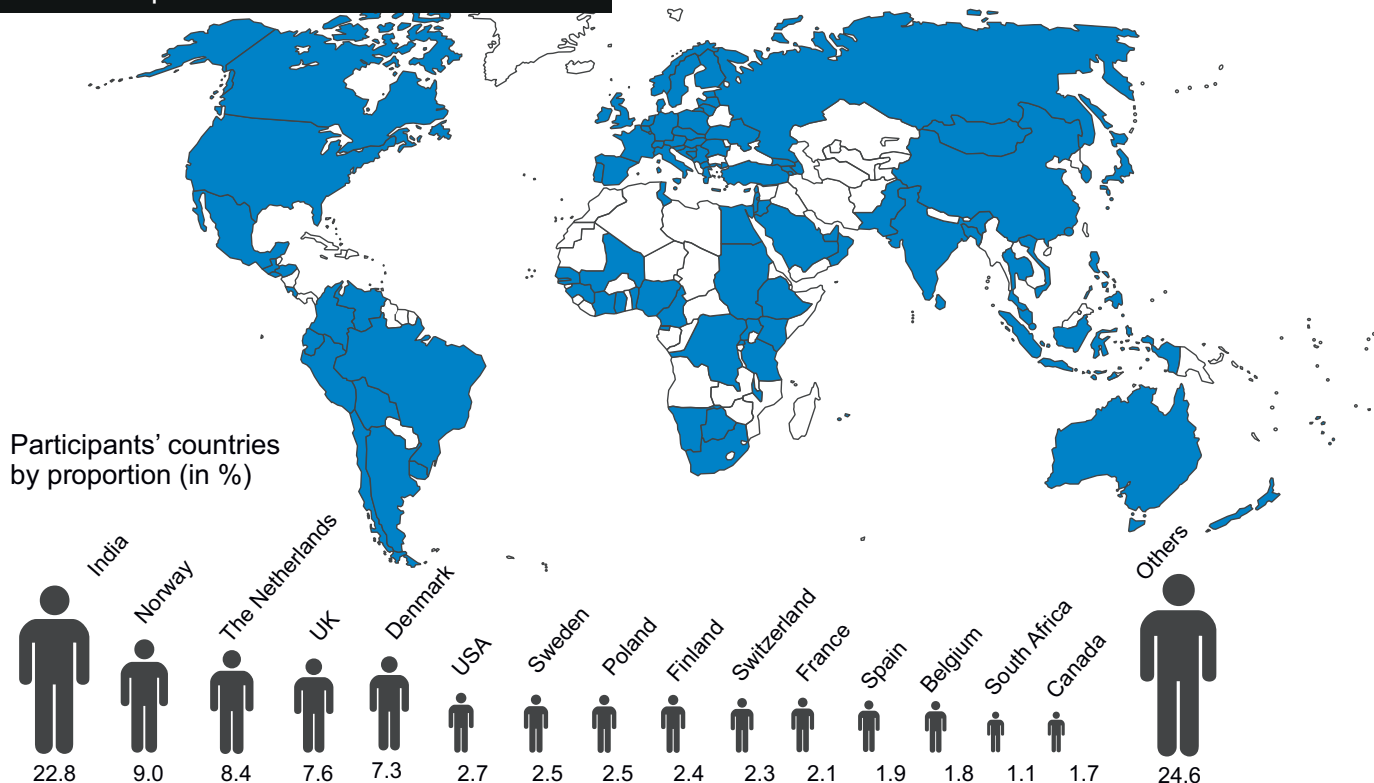 Participants’ countries
by proportion (in %)
India
Norway
The Netherlands
UK
Denmark
USA
Sweden
Poland
Finland
Switzerland
France
Spain
Belgium
South Africa
Canada
Others
22.8
9.0
8.4
7.6
7.3
2.7
2.5
2.5
2.4
2.3
2.1
1.9
1.8
1.1
1.7
24.6